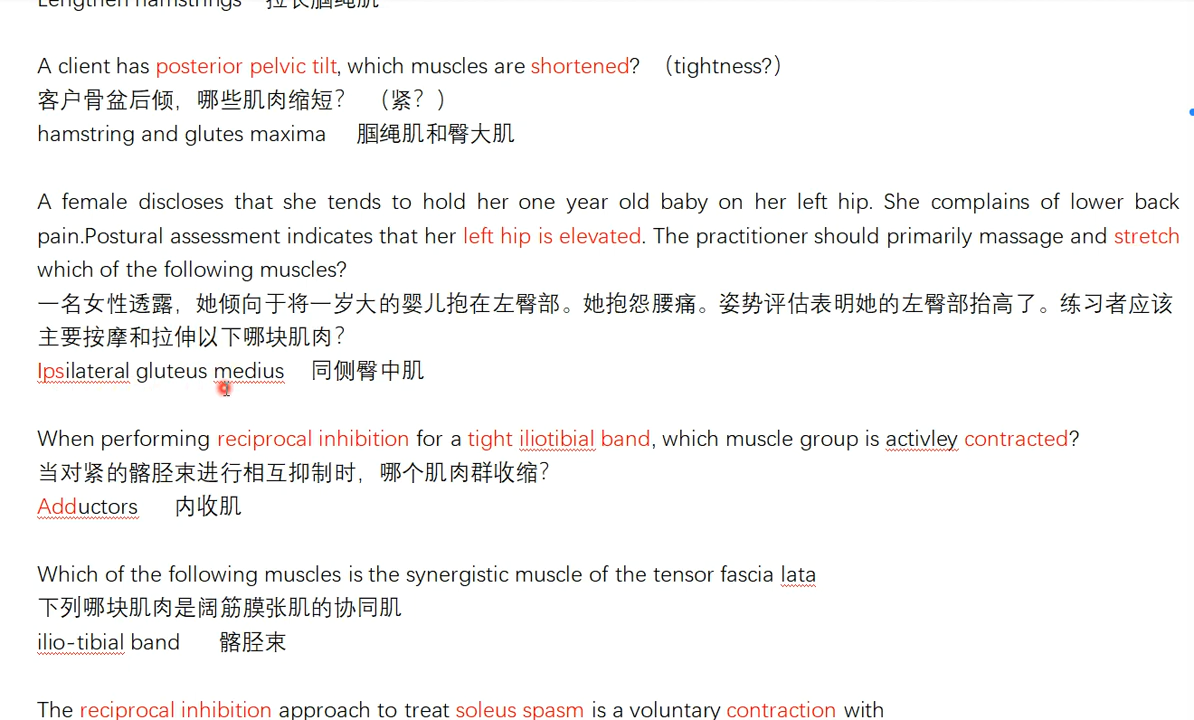 Lengthen hamstrings 拉长腘绳肌
A client has posterior pelvic tilt, which muscles are shortened? （tightness?）
客户骨盆后倾，哪些肌肉缩短？ （紧？）
hamstring and glutes maxima 腘绳肌和臀大肌
A female discloses that she tends to hold her one year old baby on her left hip. She complains of lower back
pain.Postural assessment indicates that her left hip is elevated. The practitioner should primarily massage and stretch
which of the following muscles?
一名女性透露，她倾向于将一岁大的婴儿抱在左臀部。她抱怨腰痛。姿势评估表明她的左臀部抬高了。练习者应该
主要按摩和拉伸以下哪块肌肉？
Ipsilateral gluteus medius 同侧臀中肌
When performing reciprocal inhibition for a tight iliotibial band, which muscle group is activley contracted?
当对紧的髂胫束进行相互抑制时，哪个肌肉群收缩？
Adductors 内收肌
Which of the following muscles is the synergistic muscle of the tensor fascia lata
下列哪块肌肉是阔筋膜张肌的协同肌
ilio-tibial band 髂胫束
The reciprocal inhibition approach to treat soleus spasm is a voluntary contraction with